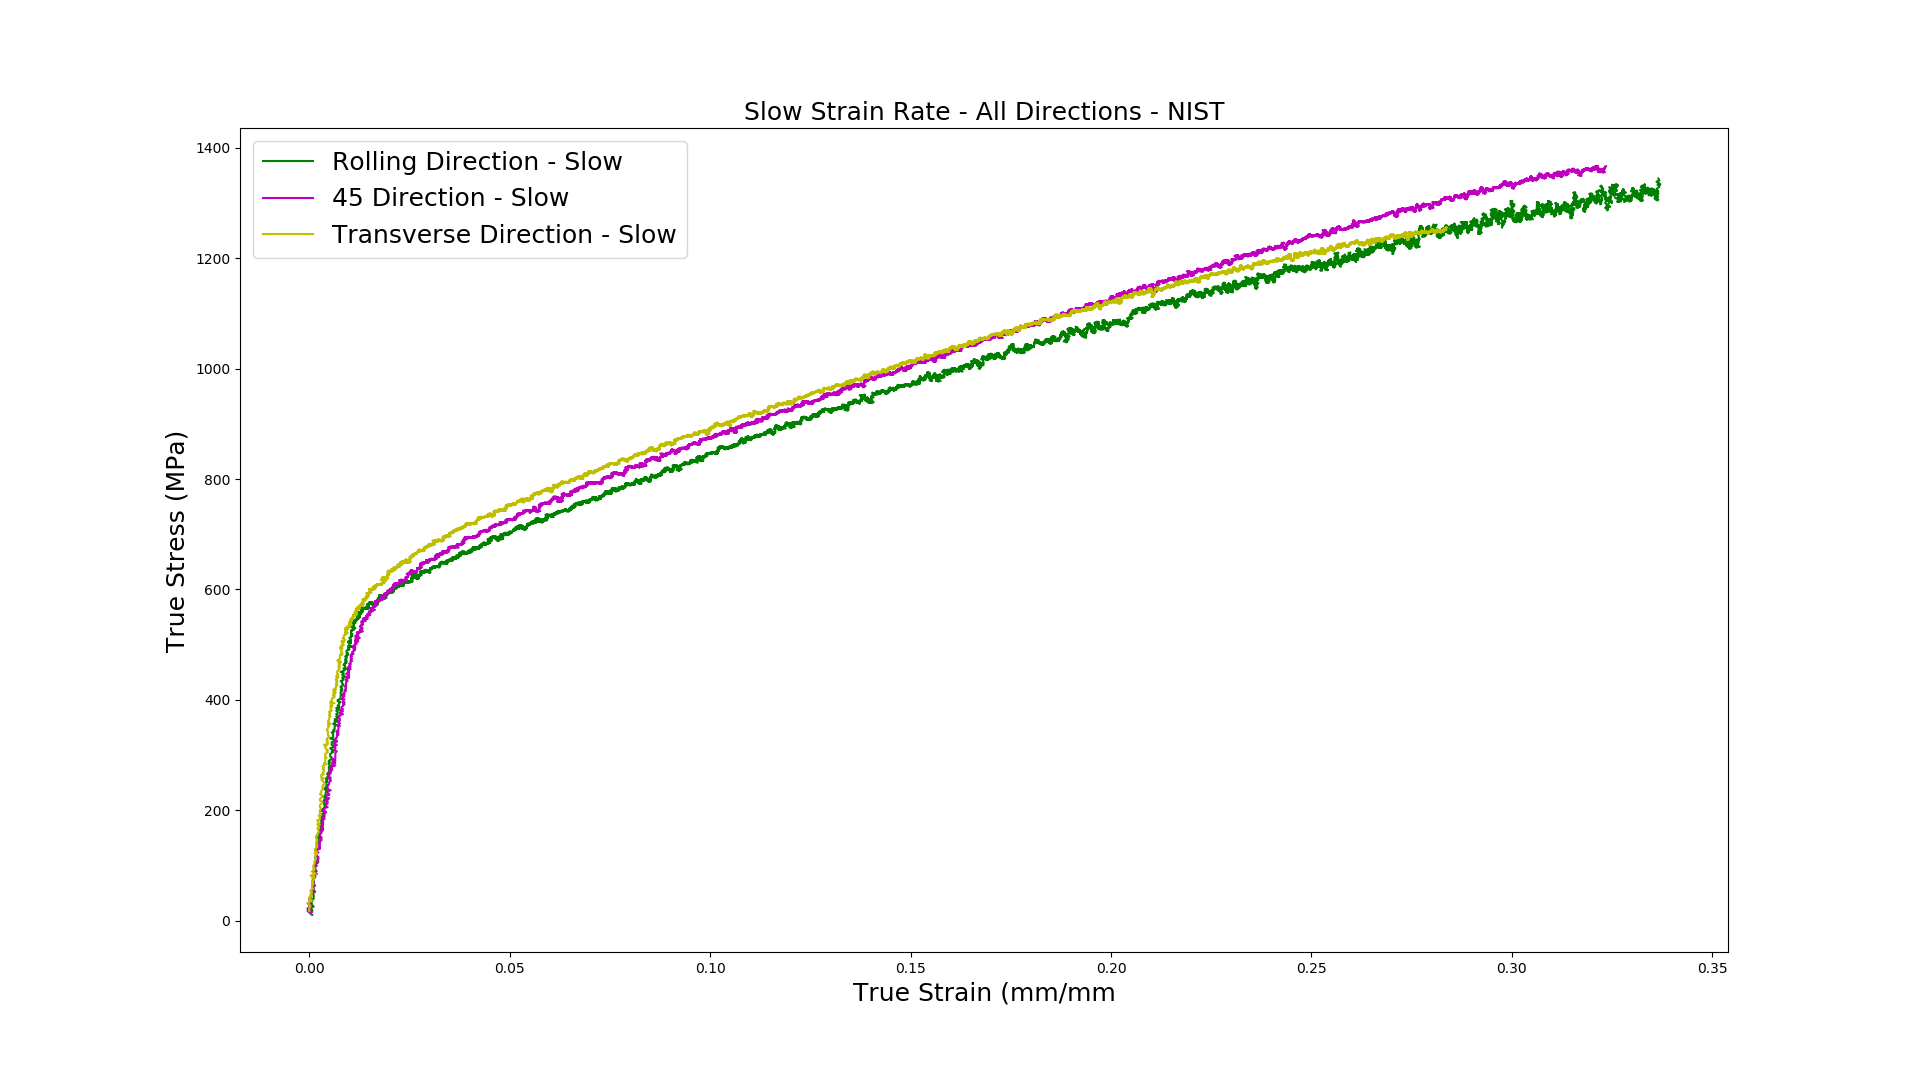 Slow Strain Rate - All Directions - NIST
Rolling Direction - Slow
45 Direction - Slow
Transverse Direction - Slow
True Stress (MPa)
1400
1200
1000
800
600
400
200
0
0.00 0.05 0.10 0.15 0.20 0.25 0.30 0.35
True Strain (mm/mm